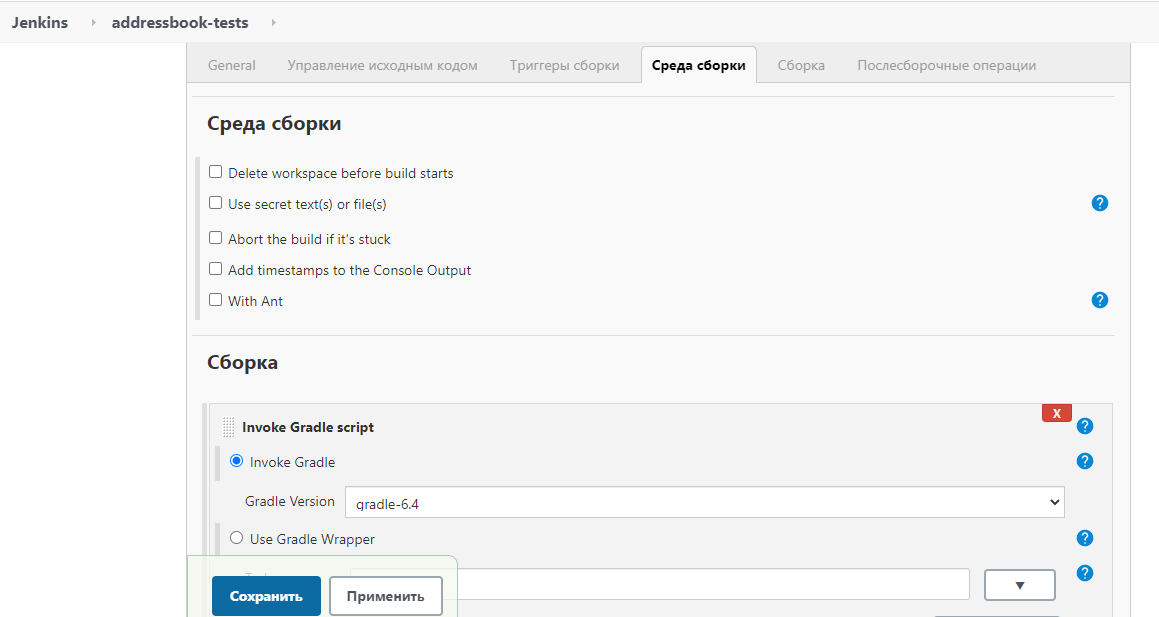 Jenkins addressbook-tests
General Управление исходным кодом Триггеры сборки Среда сборки Сборка Послесборочные операции
Среда сборки
Delete workspace before build starts
Use secret text(s) or file(s)
?
Abort the build if it's stuck
Add timestamps to the Console Output
With Ant
?
Сборка
X
Invoke Gradle script
?
Invoke Gradle
?
Gradle Version gradle-6.4
Use Gradle Wrapper
?
?
Сохранить Применить